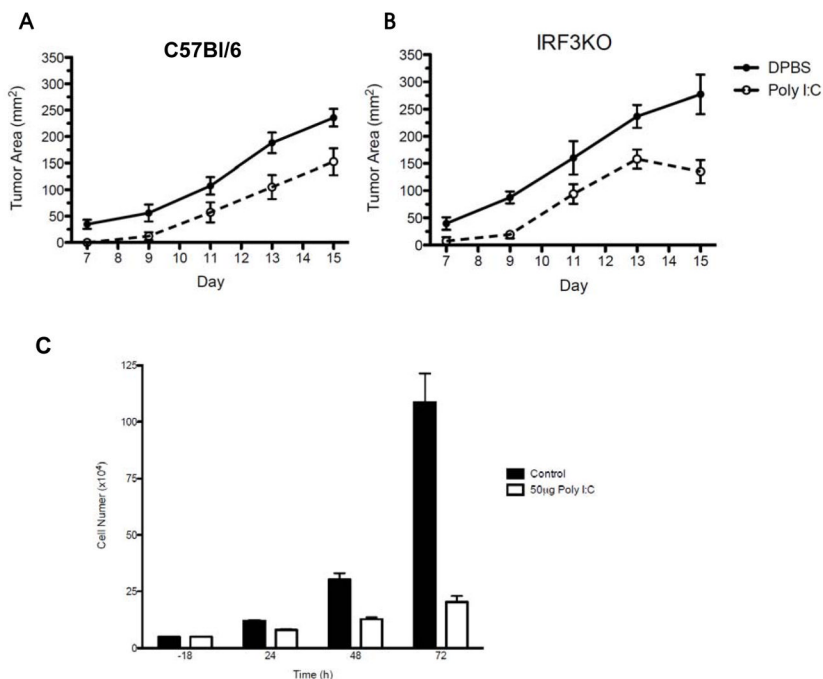 A
C57Bl/6
Tumor Area (mm2)
350
300
250
200
150
100
50
0
7 8 9 10 11 12 13 14 15
Day
B
IRF3KO
Tumor Area (mm2)
350
300
250
200
150
100
50
0
7 8 9 10 11 12 13 14 15
Day
DPBS
Poly I:C
C
Cell Numer (x10⁴)
125
100
75
50
25
0
-18 24 48 72
Time (h)
Control
50µg Poly I:C